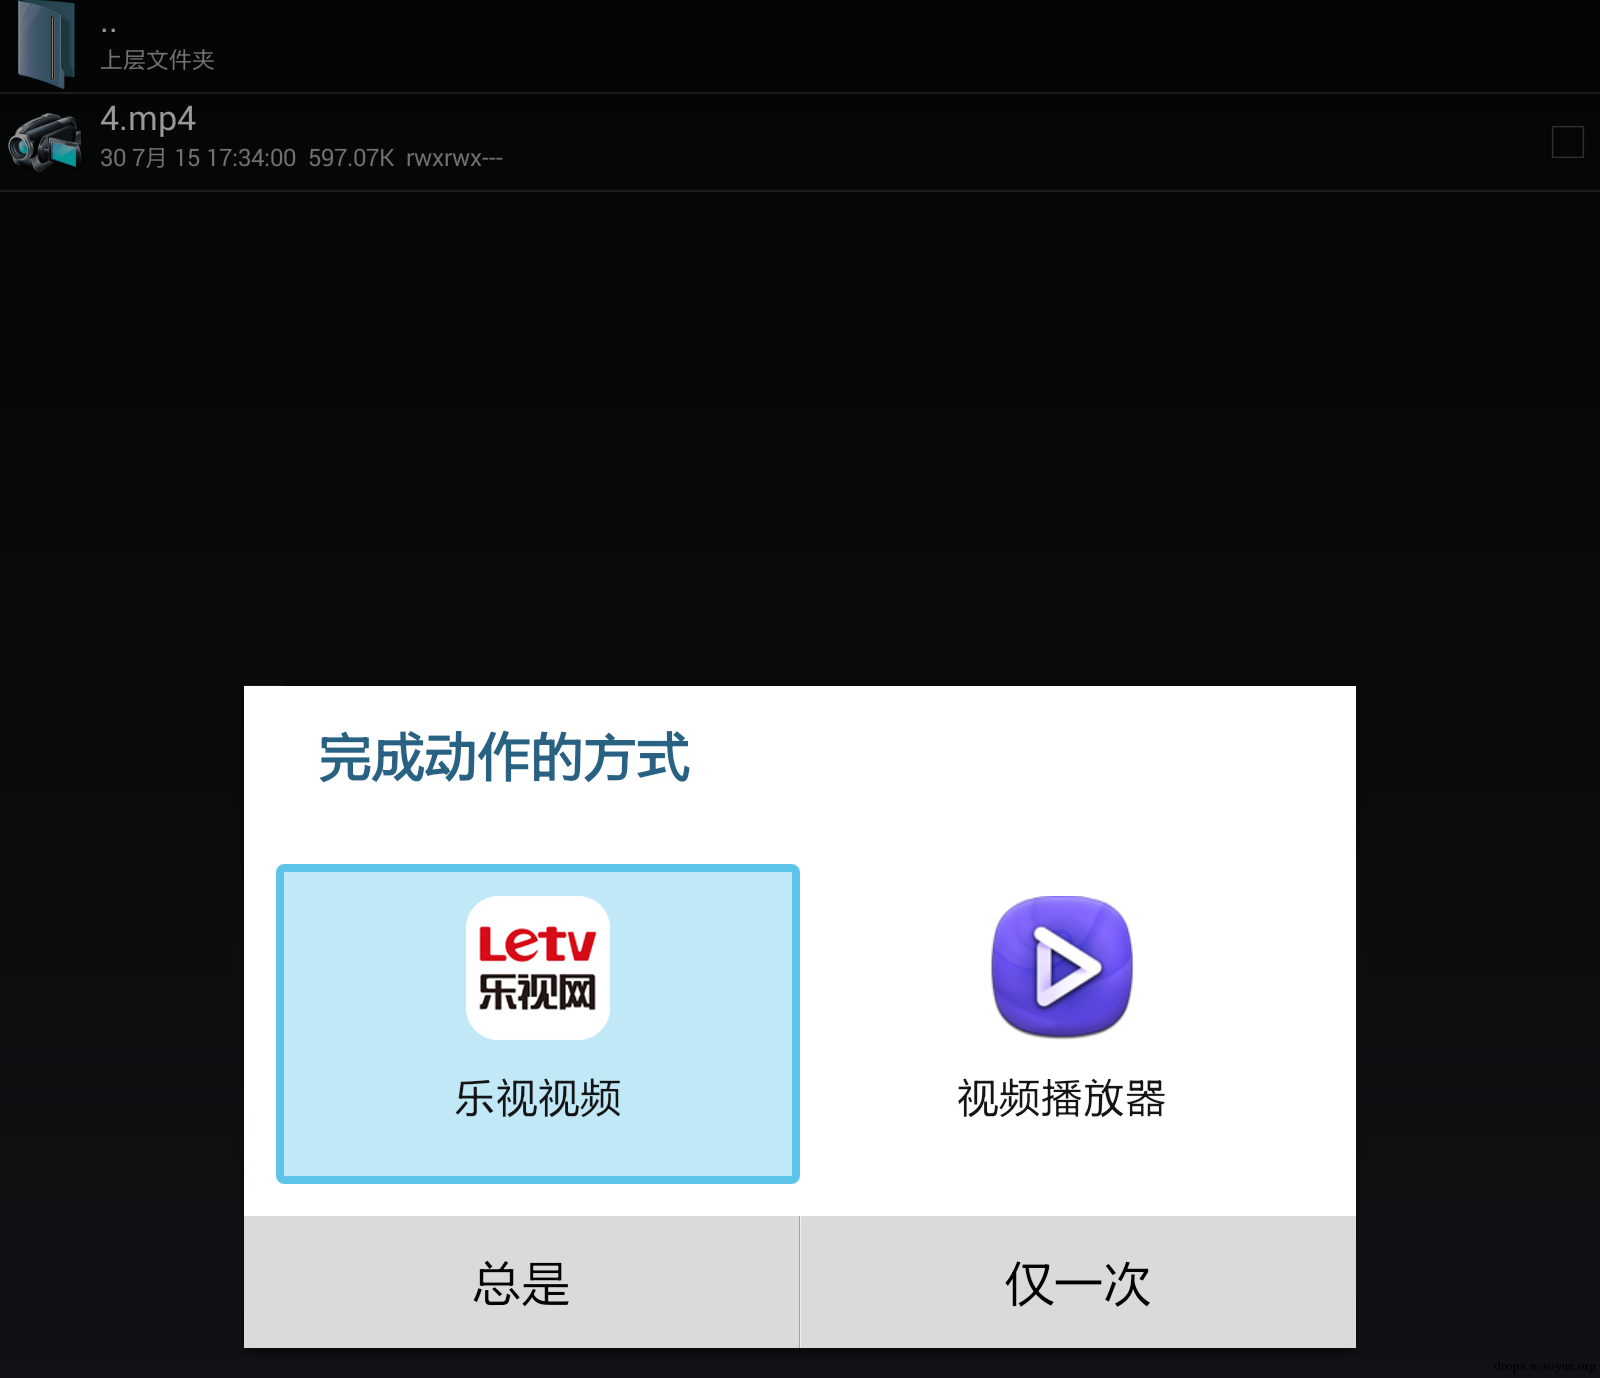 ..
上层文件夹
4.mp4
30 7月 15 17:34:00  597.07K  rwxrwx---
完成动作的方式
Letv
乐视网
乐视视频
视频播放器
总是
仅一次
drops.wooyun.org